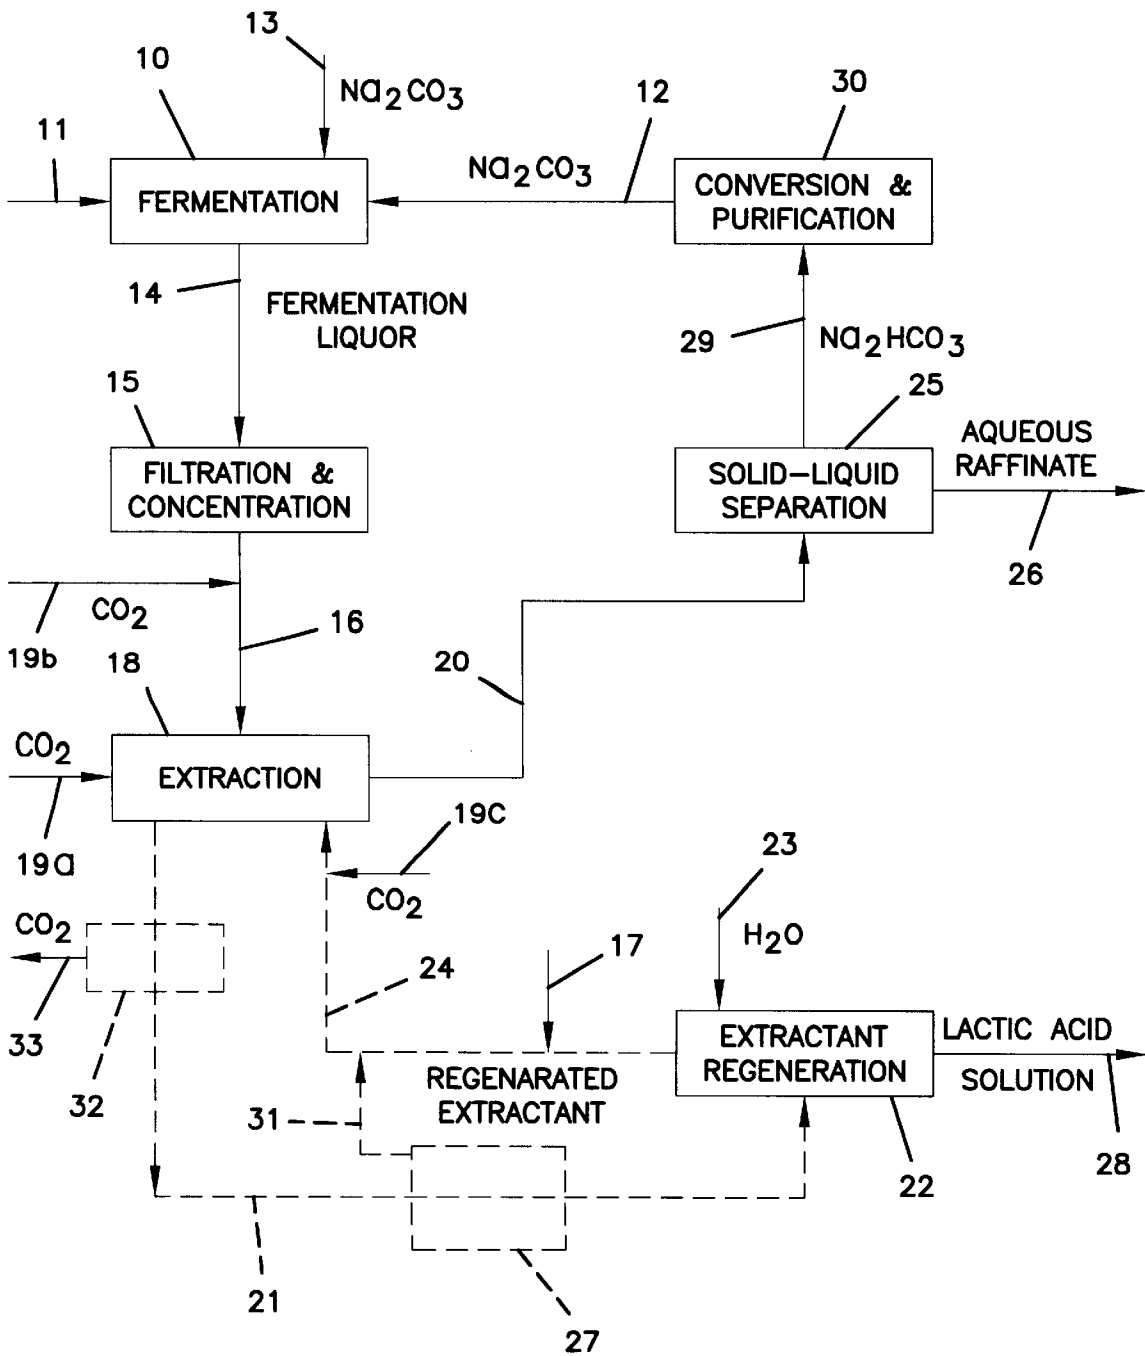 13
10
Na2CO3
12
30
11
Na2CO3
FERMENTATION
CONVERSION &
PURIFICATION
14
FERMENTATION
LIQUOR
29
Na2HCO3
15
25
FILTRATION &
CONCENTRATION
SOLID-LIQUID
SEPARATION
AQUEOUS
RAFFINATE
26
CO2
19b
16
18
20
CO2
EXTRACTION
19a
19C
CO2
23
H2O
CO2
33
32
24
17
EXTRACTANT
REGENERATION
LACTIC ACID
SOLUTION
REGENARATED
EXTRACTANT
31
22
28
21
27